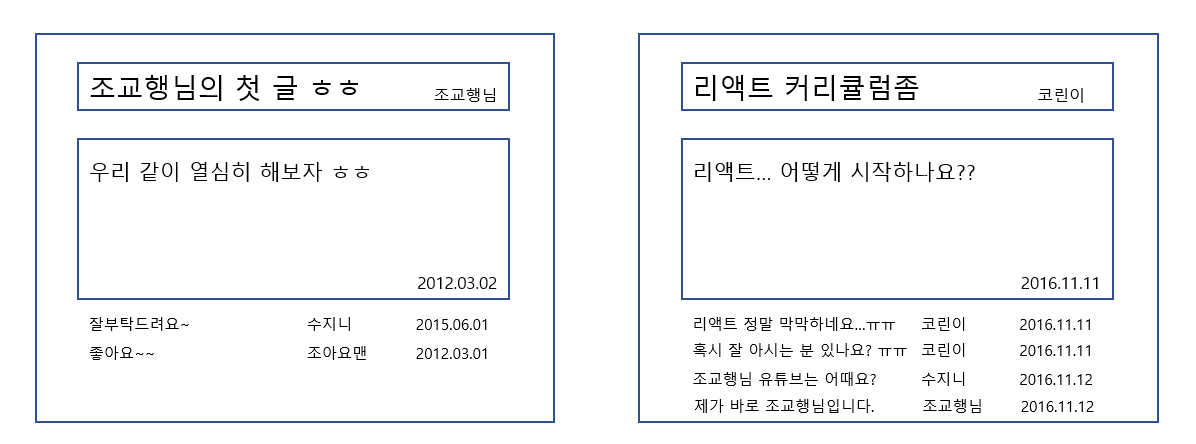 조교행님의 첫 글 ㅎㅎ 조교행님
우리 같이 열심히 해보자 ㅎㅎ
2012.03.02
잘부탁드려요~ 수지니 2015.06.01
좋아요~~ 조아요맨 2012.03.01
리액트 커리큘럼좀 코린이
리액트... 어떻게 시작하나요??
2016.11.11
리액트 정말 막막하네요...ㅠㅠ 코린이 2016.11.11
혹시 잘 아시는 분 있나요? ㅠㅠ 코린이 2016.11.11
조교행님 유튜브는 어때요? 수지니 2016.11.12
제가 바로 조교행님입니다. 조교행님 2016.11.12